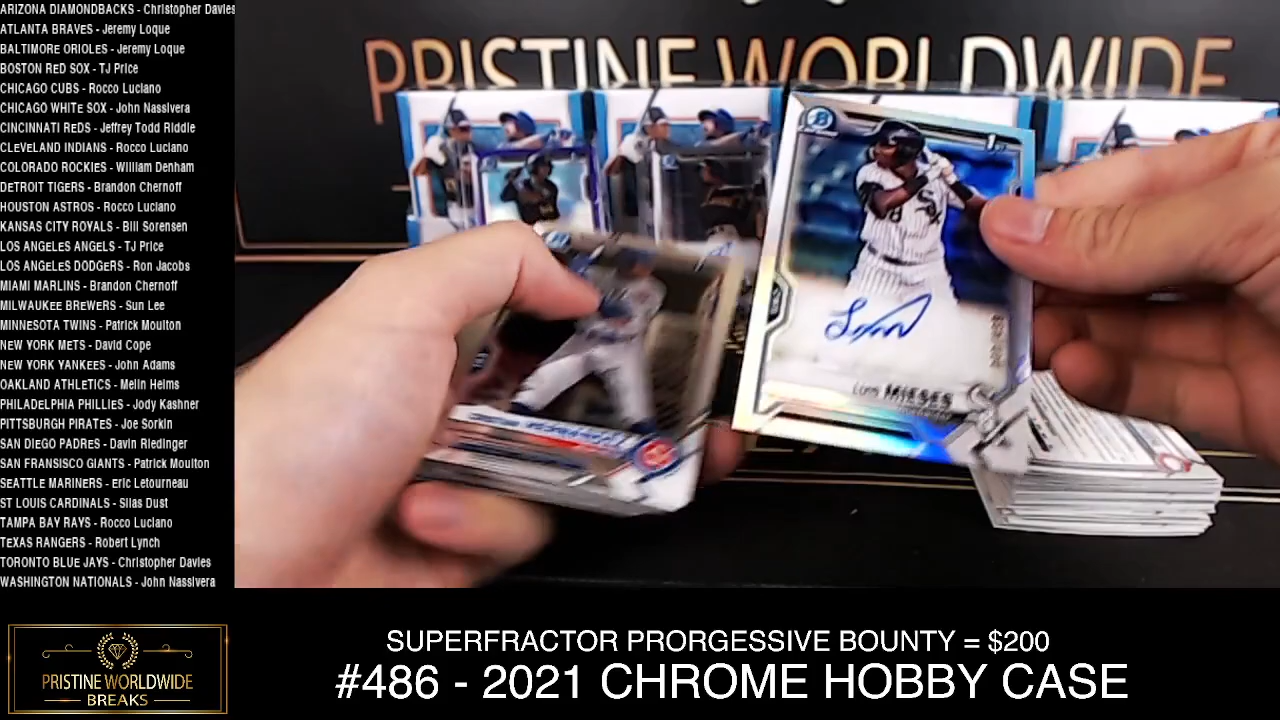 ARIZONA DIAMONDBACKS - Christopher Davies
ATLANTA BRAVES - Jeremy Loque
BALTIMORE ORIOLES - Jeremy Loque
BOSTON RED SOX - TJ Price
CHICAGO CUBS - Rocco Luciano
CHICAGO WHITE SOX - John Nassivera
CINCINNATI REDS - Jeffrey Todd Riddle
CLEVELAND INDIANS - Rocco Luciano
COLORADO ROCKIES - William Denham
DETROIT TIGERS - Brandon Chernoff
HOUSTON ASTROS - Rocco Luciano
KANSAS CITY ROYALS - Bill Sorensen
LOS ANGELES ANGELS - TJ Price
LOS ANGELES DODGERS - Ron Jacobs
MIAMI MARLINS - Brandon Chernoff
MILWAUKEE BREWERS - Sun Lee
MINNESOTA TWINS - Patrick Moulton
NEW YORK METS - David Cope
NEW YORK YANKEES - John Adams
OAKLAND ATHLETICS - Melin Helms
PHILADELPHIA PHILLIES - Jody Kashner
PITTSBURGH PIRATES - Joe Sorkin
SAN DIEGO PADRES - Davin Riedinger
SAN FRANSISCO GIANTS - Patrick Moulton
SEATTLE MARINERS - Eric Letourneau
ST LOUIS CARDINALS - Silas Dust
TAMPA BAY RAYS - Rocco Luciano
TEXAS RANGERS - Robert Lynch
TORONTO BLUE JAYS - Christopher Davies
WASHINGTON NATIONALS - John Nassivera
PRISTINE WORLDWIDE
1st
SOX
8
LUIS MIESES
PRISTINE WORLDWIDE
BREAKS
SUPERFRACTOR PRORGESSIVE BOUNTY = $200
#486 - 2021 CHROME HOBBY CASE